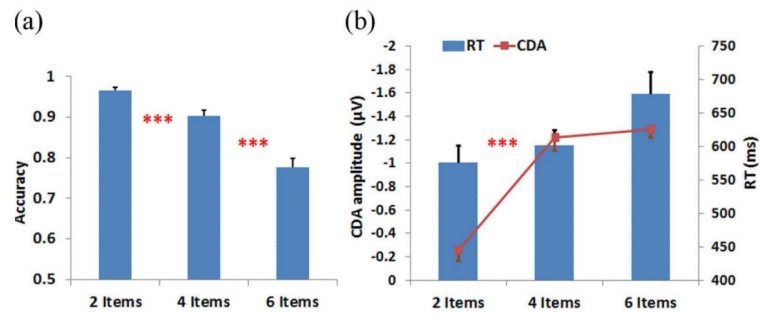 (a)
Accuracy
1
0.9
0.8
0.7
0.6
0.5
***
***
2 Items
4 Items
6 Items
(b)
RT
CDA
CDA amplitude (μV)
-2
-1.8
-1.6
-1.4
-1.2
-1
-0.8
-0.6
-0.4
-0.2
0
***
750
700
650
600
550
500
450
400
RT (ms)
2 Items
4 Items
6 Items